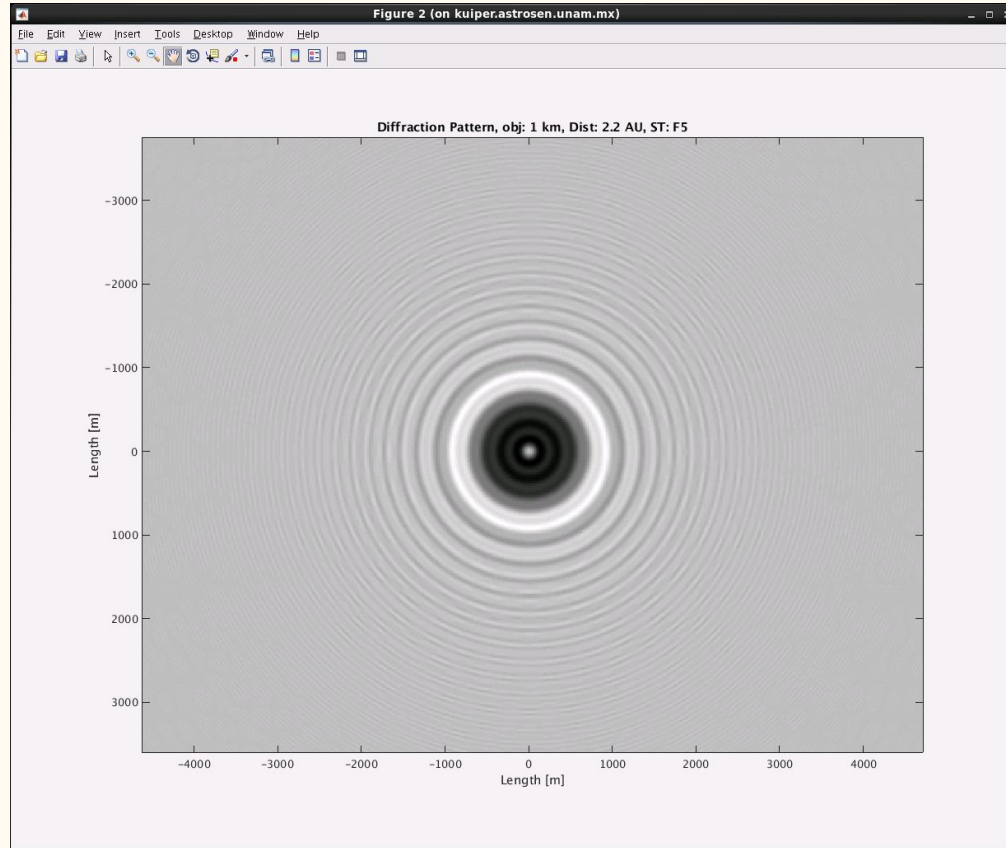 Figure 2 (on kuiper.astrosen.unam.mx)
File Edit View Insert Tools Desktop Window Help
Diffraction Pattern, obj: 1 km, Dist: 2.2 AU, ST: F5
-3000
-2000
-1000
0
1000
2000
3000
Length [m]
-4000 -3000 -2000 -1000 0 1000 2000 3000 4000
Length [m]